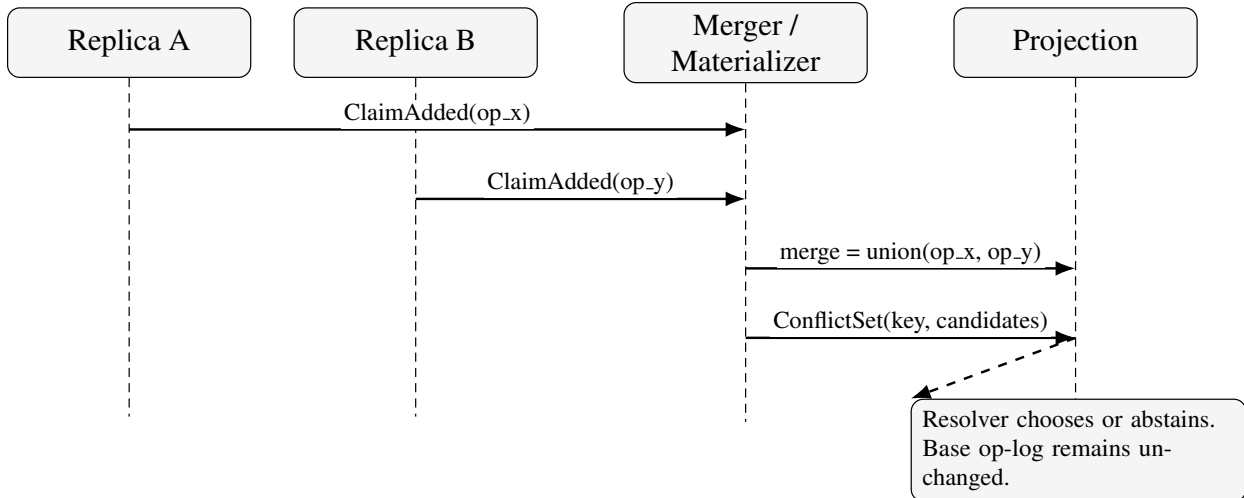 Replica A
Replica B
Merger /
Materializer
Projection
ClaimAdded(op_x)
ClaimAdded(op_y)
merge = union(op_x, op_y)
ConflictSet(key, candidates)
Resolver chooses or abstains.
Base op-log remains un-
changed.